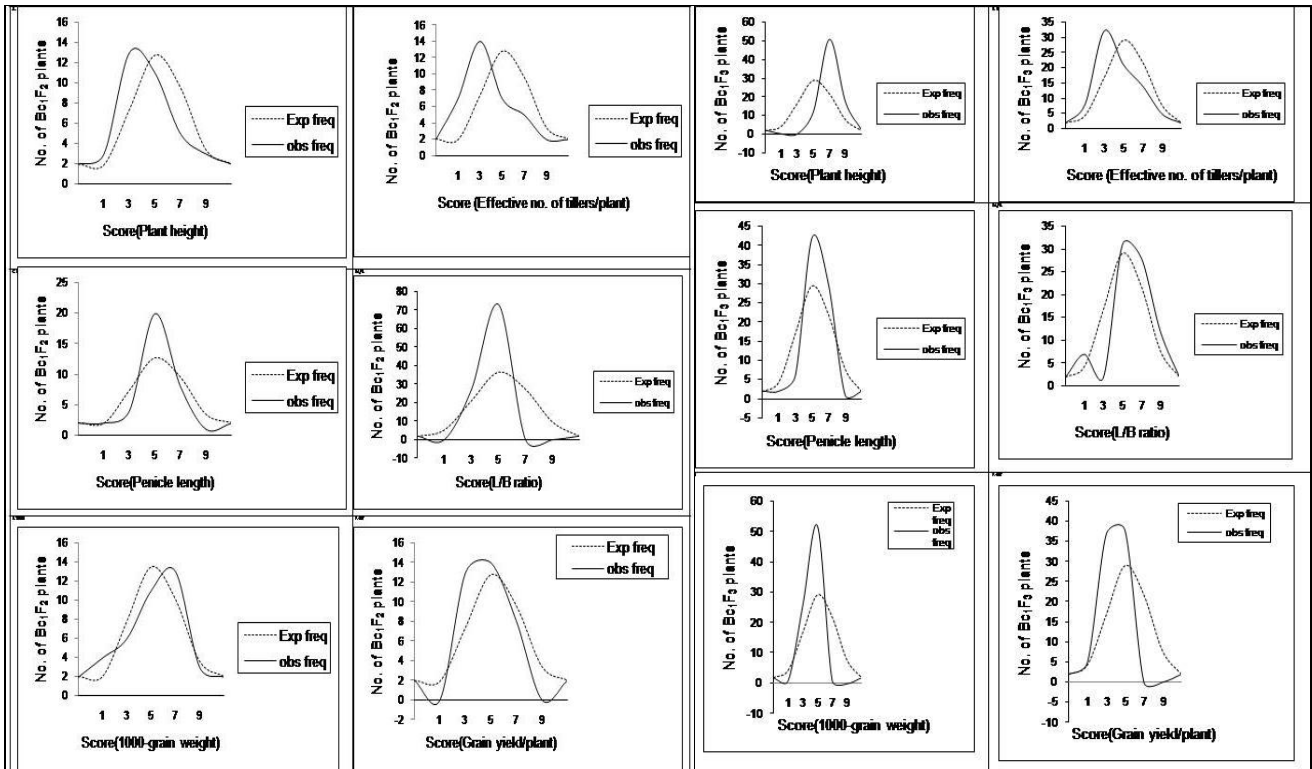 16
14
12
10
8
6
4
2
0
No. of Bc₁F₂ plants
1 3 5 7 9
Score(Plant height)
Exp freq
obs freq
16
14
12
10
8
6
4
2
0
No. of Bc₁F₂ plants
1 3 5 7 9
Score (Effective no. of tillers/plant)
Exp freq
obs freq
60
50
40
30
20
10
0
-10
No. of Bc₁F₃ plants
1 3 5 7 9
Score(Plant height)
Exp freq
obs freq
35
30
25
20
15
10
5
0
No. of Bc₁F₃ plants
1 3 5 7 9
Score (Effective no. of tillers/plant)
Exp freq
obs freq
25
20
15
10
5
0
No. of Bc₁F₂ plants
1 3 5 7 9
Score(Penicle length)
Exp freq
obs freq
80
70
60
50
40
30
20
10
0
-10
No. of Bc₁F₂ plants
1 3 5 7 9
Score(L/B ratio)
Exp freq
obs freq
45
40
35
30
25
20
15
10
5
0
-5
No. of Bc₁F₃ plants
1 3 5 7 9
Score(Penicle length)
Exp freq
obs freq
35
30
25
20
15
10
5
0
No. of Bc₁F₃ plants
1 3 5 7 9
Score(L/B ratio)
Exp freq
obs freq
16
14
12
10
8
6
4
2
0
No. of Bc₁F₂ plants
1 3 5 7 9
Score(1000-grain weight)
Exp freq
obs freq
16
14
12
10
8
6
4
2
0
-2
No. of Bc₁F₂ plants
1 3 5 7 9
Score(Grain yield/plant)
Exp freq
obs freq
60
50
40
30
20
10
0
-10
No. of Bc₁F₃ plants
1 3 5 7 9
Score(1000-grain weight)
Exp
freq
obs
freq
45
40
35
30
25
20
15
10
5
0
-5
-10
No. of Bc₁F₃ plants
1 3 5 7 9
Score(Grain yield/plant)
Exp freq
obs freq